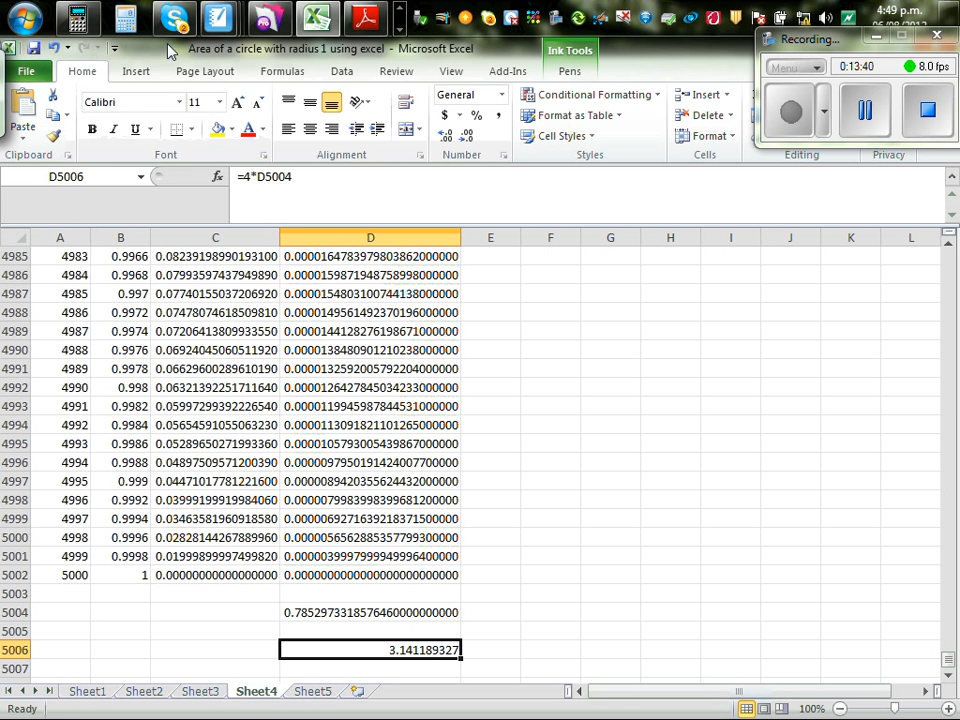 4:49 p.m.
Area of a circle with radius 1 using excel - Microsoft Excel
Ink Tools
Recording...
Menu
0:13:40
8.0 fps
File
Home
Insert
Page Layout
Formulas
Data
Review
View
Add-Ins
Pens
Paste
Calibri
11
General
Conditional Formatting
Format as Table
Cell Styles
Insert
Delete
Format
Clipboard
Font
Alignment
Number
Styles
Cells
Editing
Privacy
D5006
fx
=4*D5004
A B C D E F G H I J K L
4985 4983 0.9966 0.08239198990193100 0.0000164783979803862000000
4986 4984 0.9968 0.07993597437949890 0.0000159871948758998000000
4987 4985 0.997 0.07740155037206920 0.0000154803100744138000000
4988 4986 0.9972 0.07478074618509810 0.0000149561492370196000000
4989 4987 0.9974 0.07206413809933550 0.0000144128276198671000000
4990 4988 0.9976 0.06924045060511920 0.0000138480901210238000000
4991 4989 0.9978 0.06629600289610190 0.0000132592005792204000000
4992 4990 0.998 0.06321392251711640 0.0000126427845034233000000
4993 4991 0.9982 0.05997299392226540 0.0000119945987844531000000
4994 4992 0.9984 0.05654501055063230 0.0000113091821101265000000
4995 4993 0.9986 0.05289650271993360 0.0000105793005439867000000
4996 4994 0.9988 0.04897509571200390 0.0000097950191424007700000
4997 4995 0.999 0.04471017781221600 0.0000089420355624432000000
4998 4996 0.9992 0.03999199919984060 0.0000079983998399681200000
4999 4997 0.9994 0.03463581960918580 0.0000069271639218371500000
5000 4998 0.9996 0.02828144267889960 0.0000056562885357799300000
5001 4999 0.9998 0.01999899997499820 0.0000039997999949996400000
5002 5000 1 0.00000000000000000 0.0000000000000000000000000
5003
5004 0.7852973318576460000000000
5005
5006 3.141189327
5007
Sheet1 Sheet2 Sheet3 Sheet4 Sheet5
Ready
100%